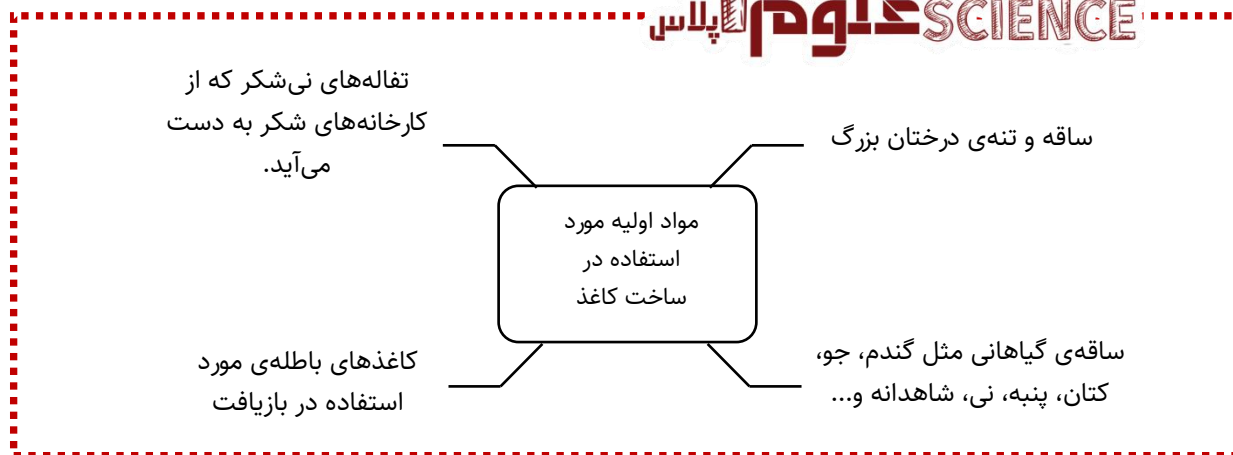 علوم پلاس SCIENCE
ساقه و تنه‌ی درختان بزرگ
تفاله‌های نی‌شکر که از
کارخانه‌های شکر به دست
می‌آید.
مواد اولیه مورد
استفاده در
ساخت کاغذ
ساقه‌ی گیاهانی مثل گندم، جو،
کتان، پنبه، نی، شاهدانه و...
کاغذهای باطله‌ی مورد
استفاده در بازیافت